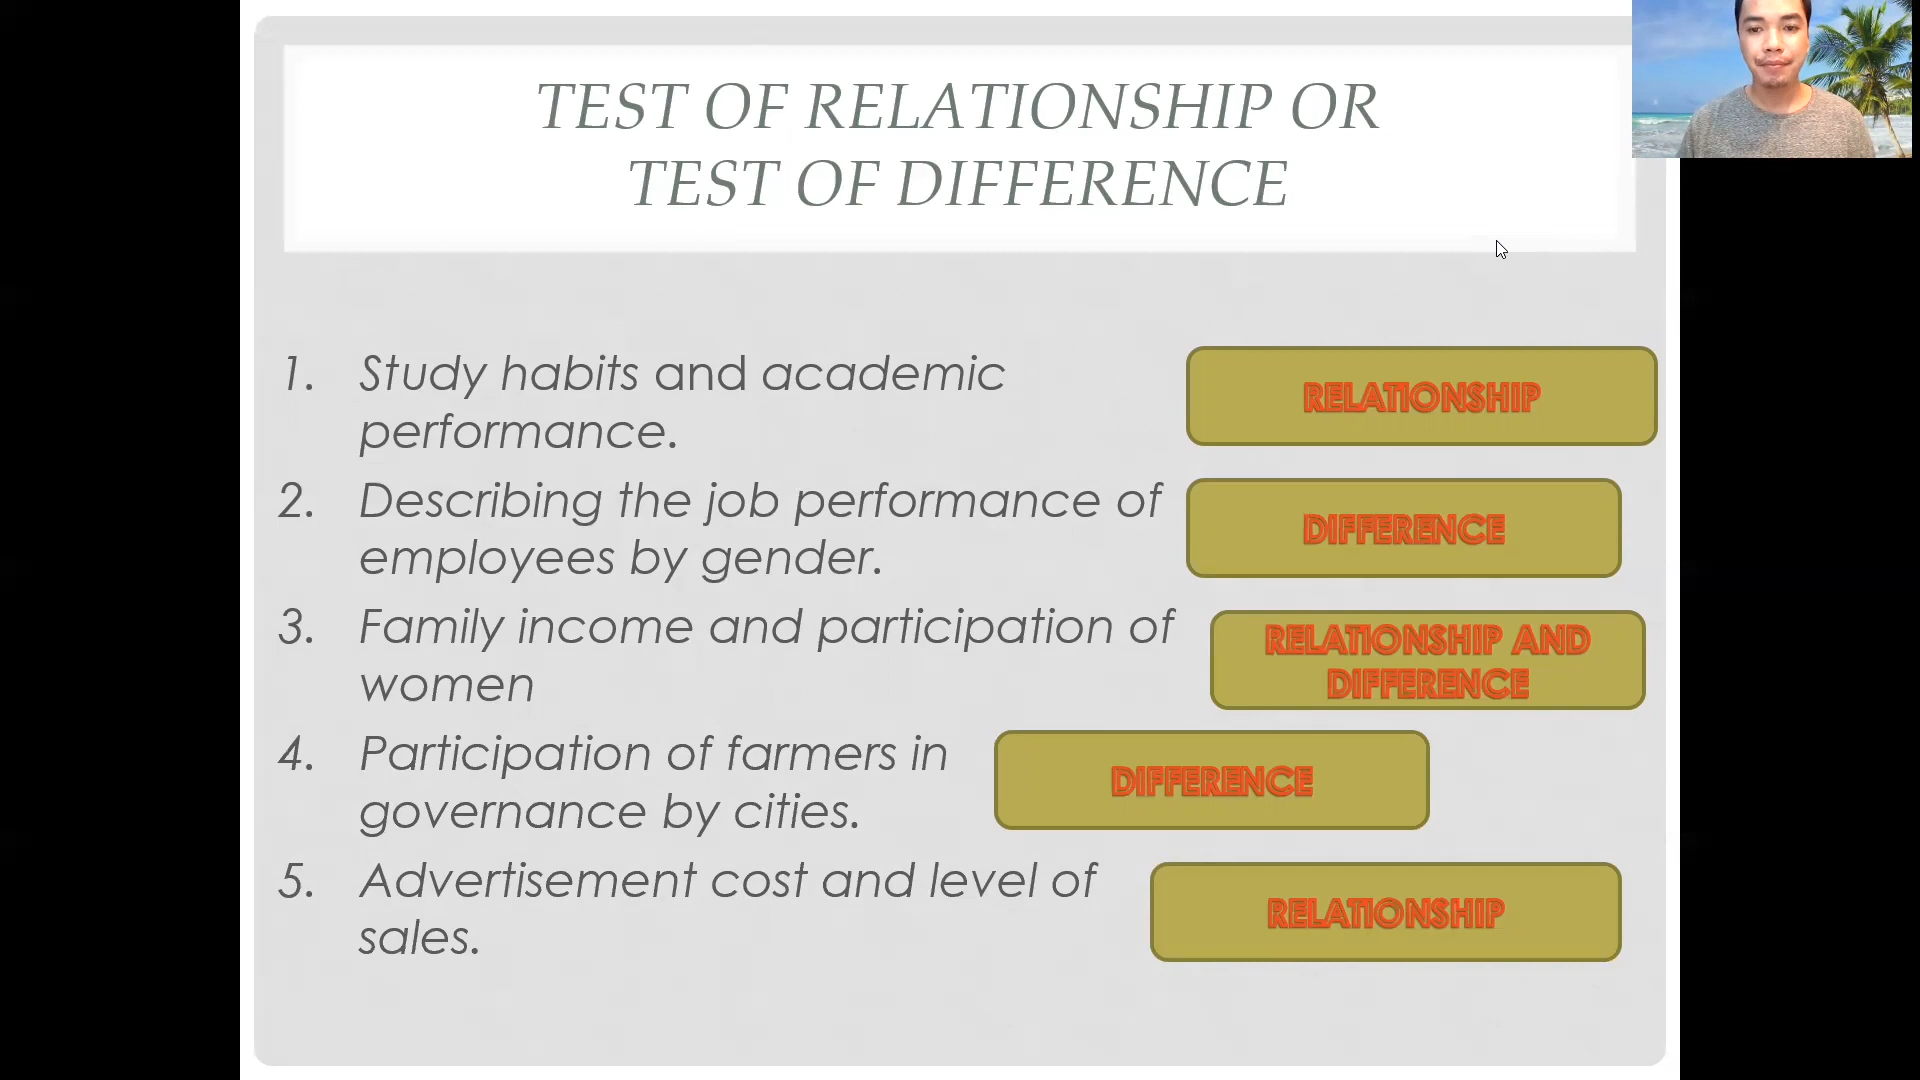 TEST OF RELATIONSHIP OR
TEST OF DIFFERENCE
1. Study habits and academic
performance.
RELATIONSHIP
2. Describing the job performance of
employees by gender.
DIFFERENCE
3. Family income and participation of
women
RELATIONSHIP AND
DIFFERENCE
4. Participation of farmers in
governance by cities.
DIFFERENCE
5. Advertisement cost and level of
sales.
RELATIONSHIP